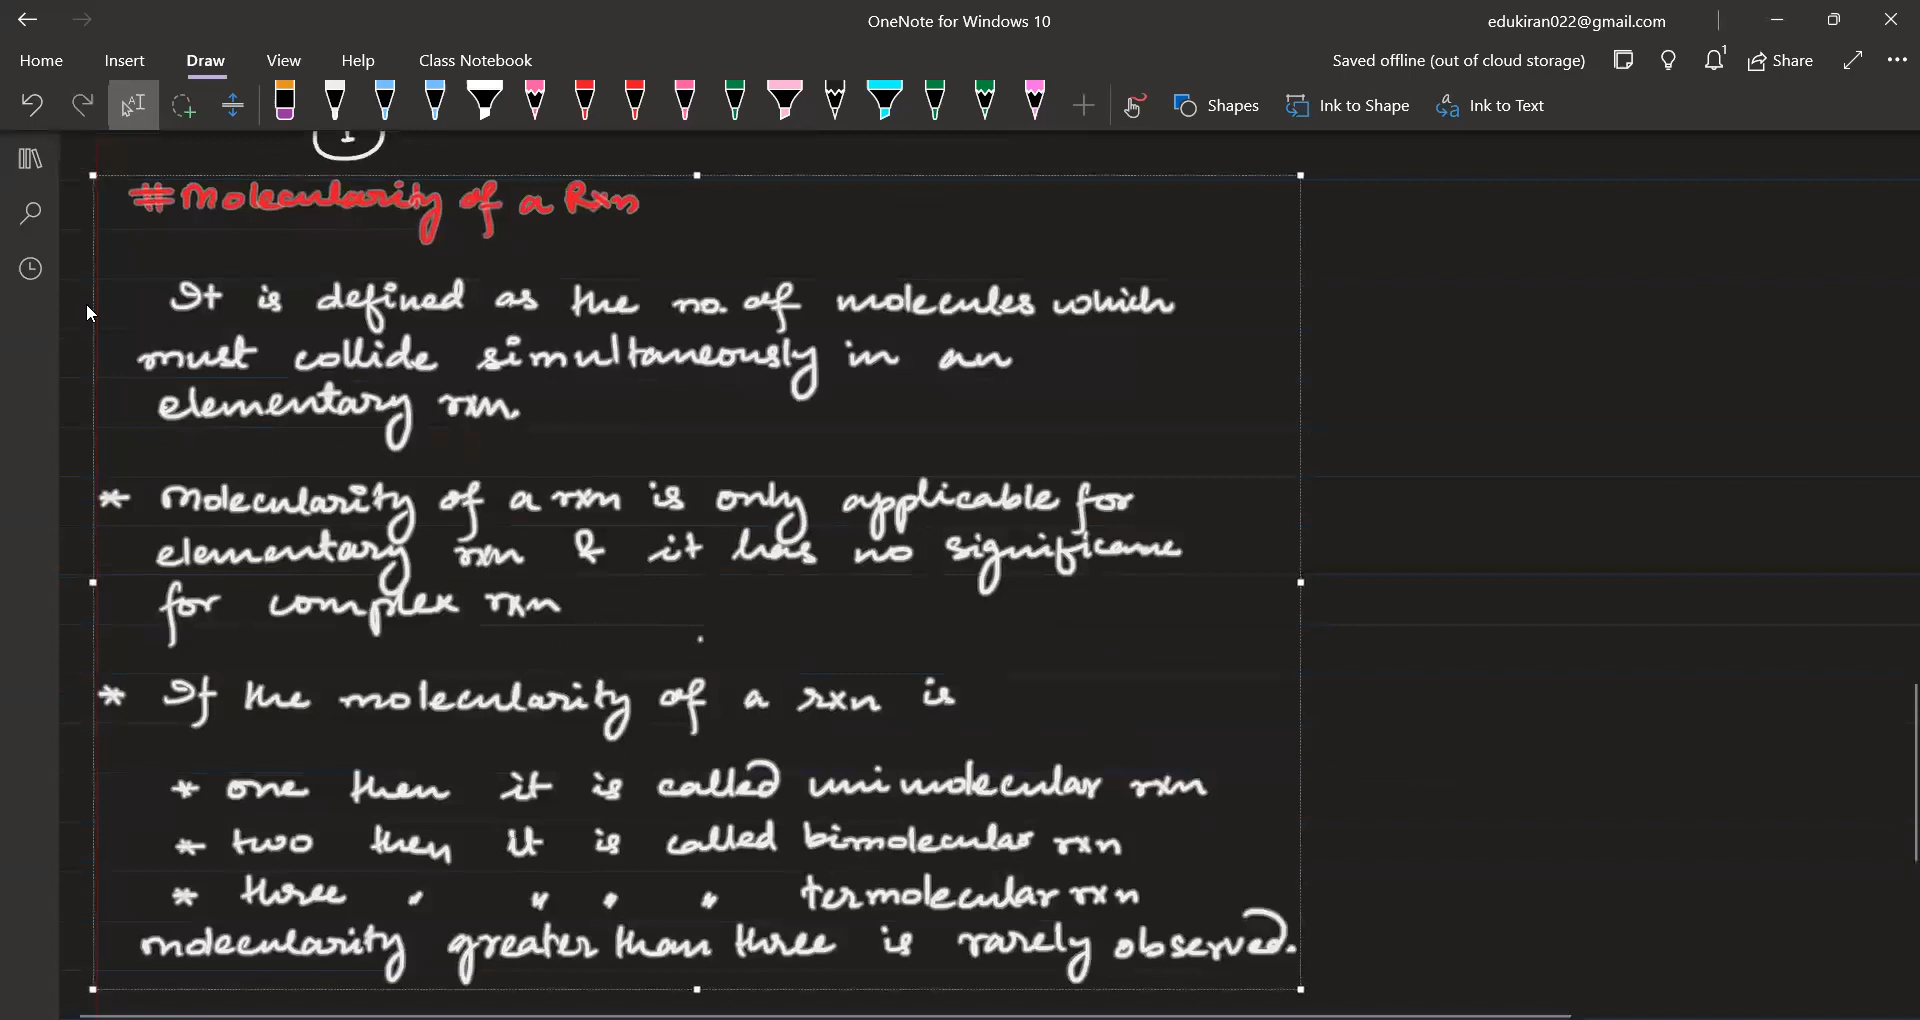 OneNote for Windows 10
edukiran022@gmail.com
Home Insert Draw View Help Class Notebook
Saved offline (out of cloud storage)
1
Share
Shapes Ink to Shape Ink to Text
# Molecularity of a Rxn
It is defined as the no. of molecules which
must collide simultaneously in an
elementary rxn.
* Molecularity of a rxn is only applicable for
elementary rxn & it has no significance
for complex rxn
* If the molecularity of a rxn is
* one then it is called unimolecular rxn
* two then it is called bimolecular rxn
* three " " " " termolecular rxn
molecularity greater than three is rarely observed.